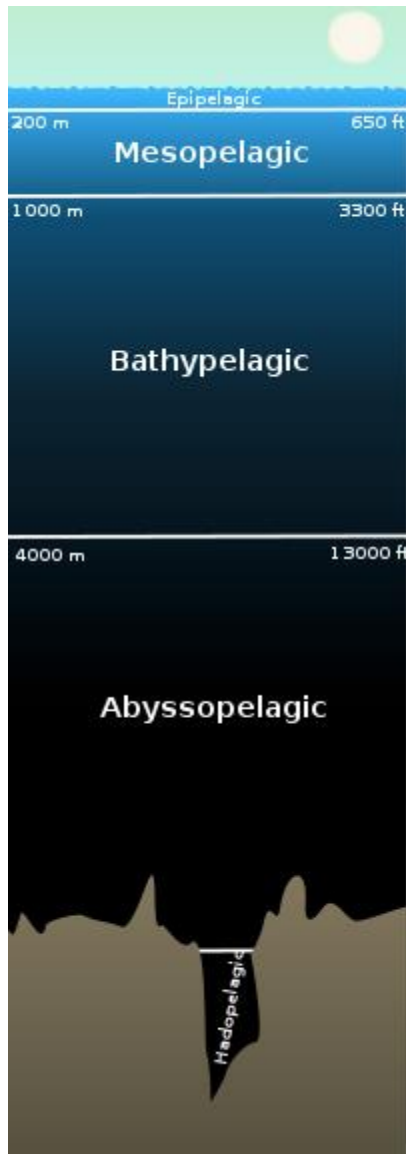 Epipelagic
200 m 650 ft
Mesopelagic
1000 m 3300 ft
Bathypelagic
4000 m 13000 ft
Abyssopelagic
Hadopelagic